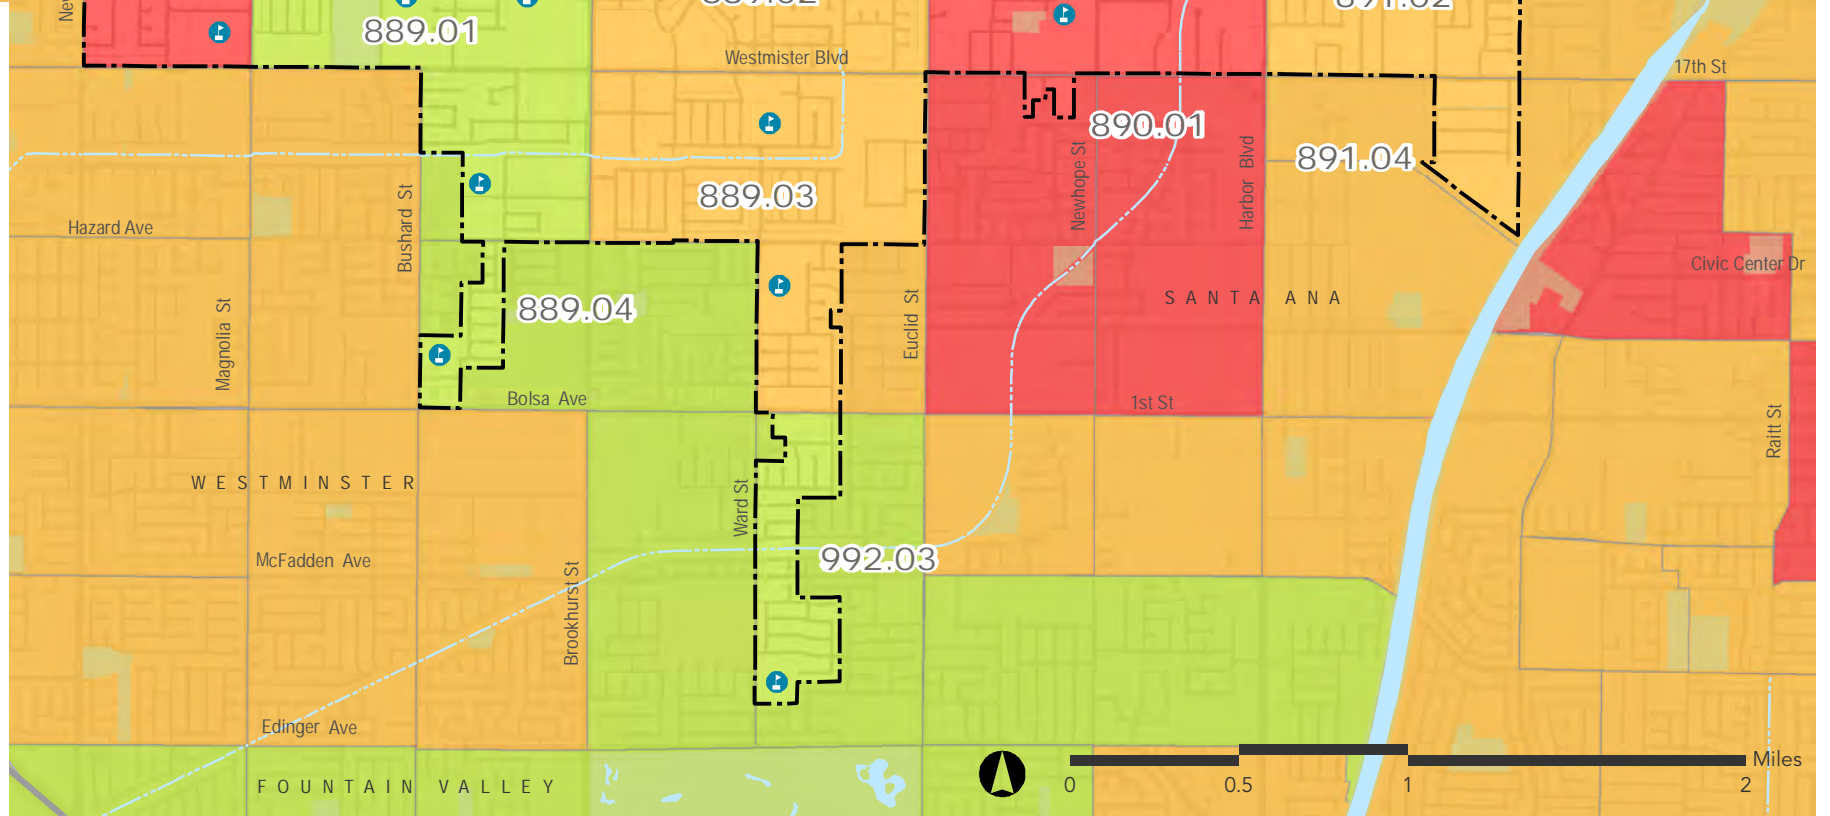 889.01
Westmister Blvd
17th St
890.01
891.04
889.03
Newhope St
Harbor Blvd
Bushard St
Hazard Ave
Civic Center Dr
SANTA ANA
889.04
Magnolia St
Euclid St
Bolsa Ave
1st St
Raitt St
WESTMINSTER
Ward St
McFadden Ave
992.03
Brookhurst St
Edinger Ave
FOUNTAIN VALLEY
Miles
0 0.5 1 2